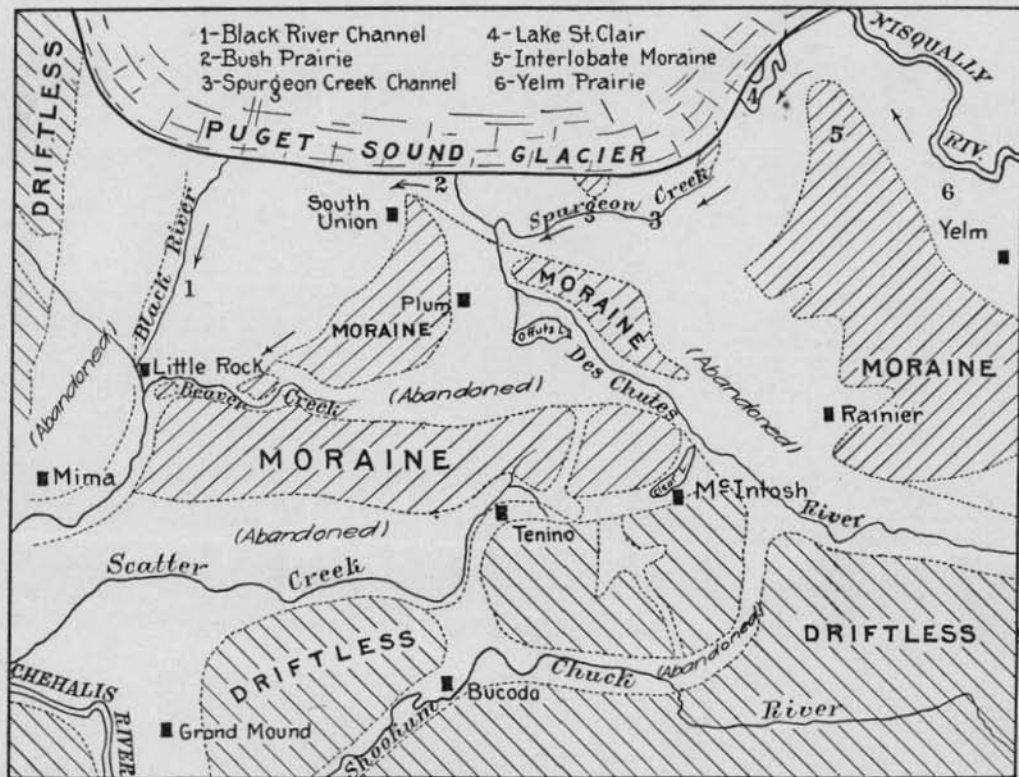 1-Black River Channel
2-Bush Prairie
3-Spurgeon Creek Channel
4-Lake St. Clair
5-Interlobate Moraine
6-Yelm Prairie
NISQUALLY
RIV.
DRIFTLESS
PUGET SOUND GLACIER
4
5
6
2
South
Union
Spurgeon Creek
3
3
Yelm
Black River
1
Plum
MORAINE
MORAINE
Offuts L.
Des Chutes
River
(Abandoned)
Little Rock
Beaver Creek
(Abandoned)
(Abandoned)
MORAINE
Rainier
Mima
MORAINE
Clear L.
McIntosh
Tenino
(Abandoned)
Scatter Creek
DRIFTLESS
DRIFTLESS
(Abandoned)
CHEHALIS
RIVER
Grand Mound
Bucoda
Skookum
Chuck
River